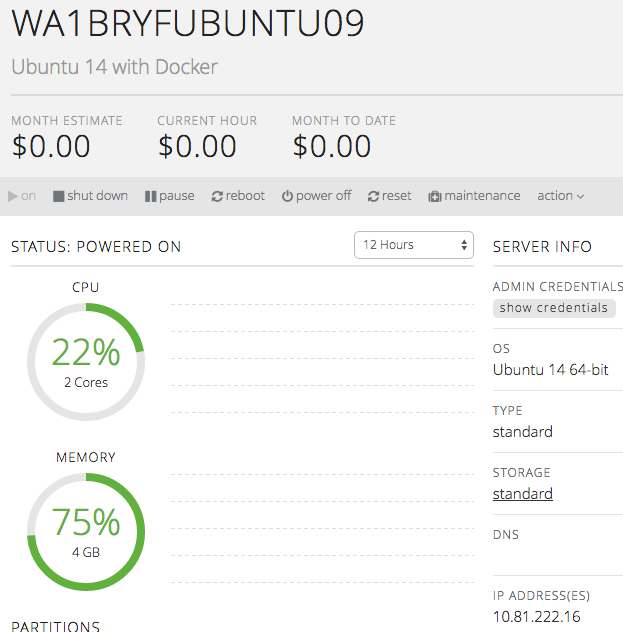 WA1BRYFUBUNTU09
Ubuntu 14 with Docker
MONTH ESTIMATE CURRENT HOUR MONTH TO DATE
$0.00 $0.00 $0.00
on shut down pause reboot power off reset maintenance action
STATUS: POWERED ON
12 Hours
CPU
22%
2 Cores
MEMORY
75%
4 GB
PARTITIONS
SERVER INFO
ADMIN CREDENTIALS
show credentials
OS
Ubuntu 14 64-bit
TYPE
standard
STORAGE
standard
DNS
IP ADDRESS(ES)
10.81.222.16